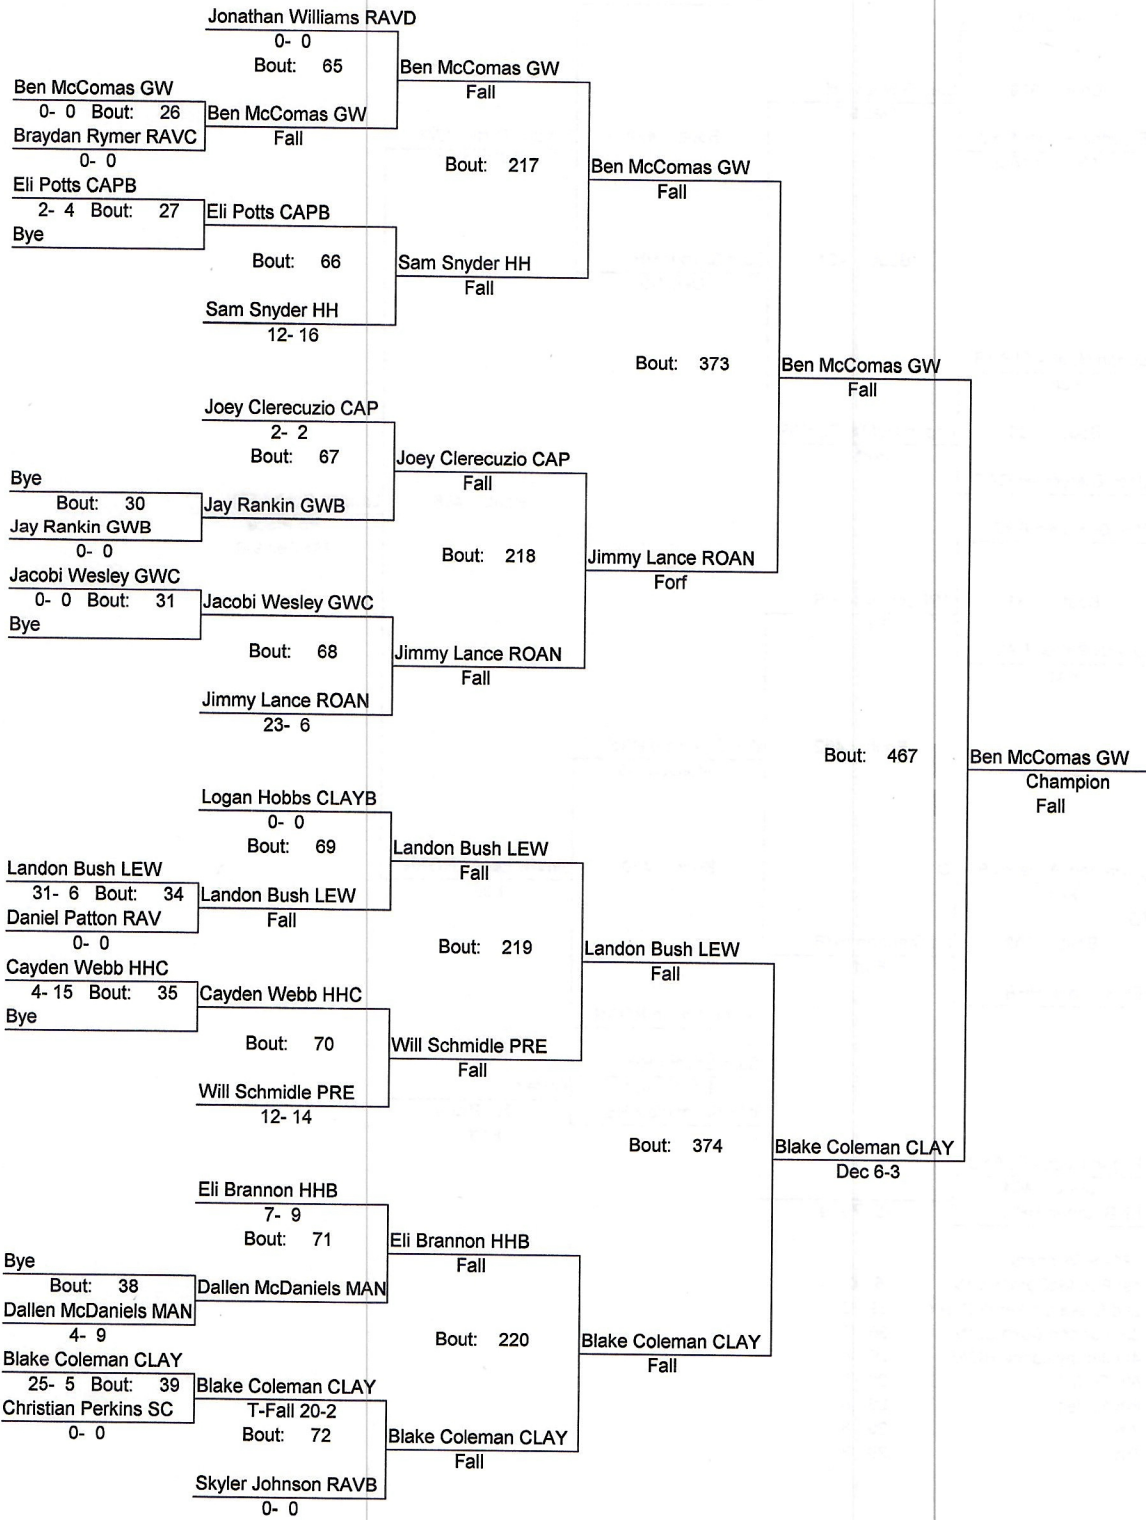 Jonathan Williams RAVD
0- 0
Bout: 65
Ben McComas GW
Fall
Ben McComas GW
0- 0 Bout: 26
Ben McComas GW
Fall
Braydan Rymer RAVC
0- 0
Bout: 217
Ben McComas GW
Fall
Eli Potts CAPB
2- 4 Bout: 27
Eli Potts CAPB
Bye
Bout: 66
Sam Snyder HH
Fall
Sam Snyder HH
12- 16
Bout: 373
Ben McComas GW
Fall
Joey Clerecuzio CAP
2- 2
Bout: 67
Joey Clerecuzio CAP
Fall
Bye
Bout: 30
Jay Rankin GWB
Jay Rankin GWB
0- 0
Bout: 218
Jimmy Lance ROAN
Forf
Jacobi Wesley GWC
0- 0 Bout: 31
Jacobi Wesley GWC
Bye
Bout: 68
Jimmy Lance ROAN
Fall
Jimmy Lance ROAN
23- 6
Bout: 467
Ben McComas GW
Champion
Fall
Logan Hobbs CLAYB
0- 0
Bout: 69
Landon Bush LEW
Fall
Landon Bush LEW
31- 6 Bout: 34
Landon Bush LEW
Fall
Daniel Patton RAV
0- 0
Bout: 219
Landon Bush LEW
Fall
Cayden Webb HHC
4- 15 Bout: 35
Cayden Webb HHC
Bye
Bout: 70
Will Schmidle PRE
Fall
Will Schmidle PRE
12- 14
Bout: 374
Blake Coleman CLAY
Dec 6-3
Eli Brannon HHB
7- 9
Bout: 71
Eli Brannon HHB
Fall
Bye
Bout: 38
Dallen McDaniels MAN
Dallen McDaniels MAN
4- 9
Bout: 220
Blake Coleman CLAY
Fall
Blake Coleman CLAY
25- 5 Bout: 39
Blake Coleman CLAY
T-Fall 20-2
Christian Perkins SC
0- 0
Bout: 72
Blake Coleman CLAY
Fall
Skyler Johnson RAVB
0- 0